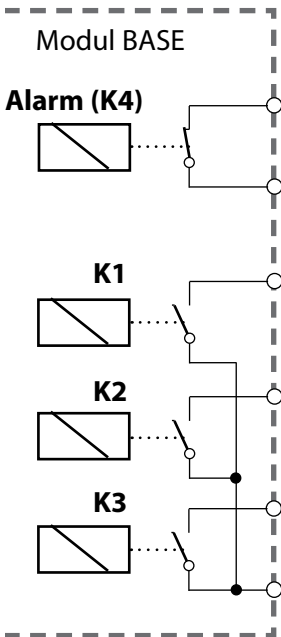 Modul BASE
Alarm (K4)
K1
K2
K3